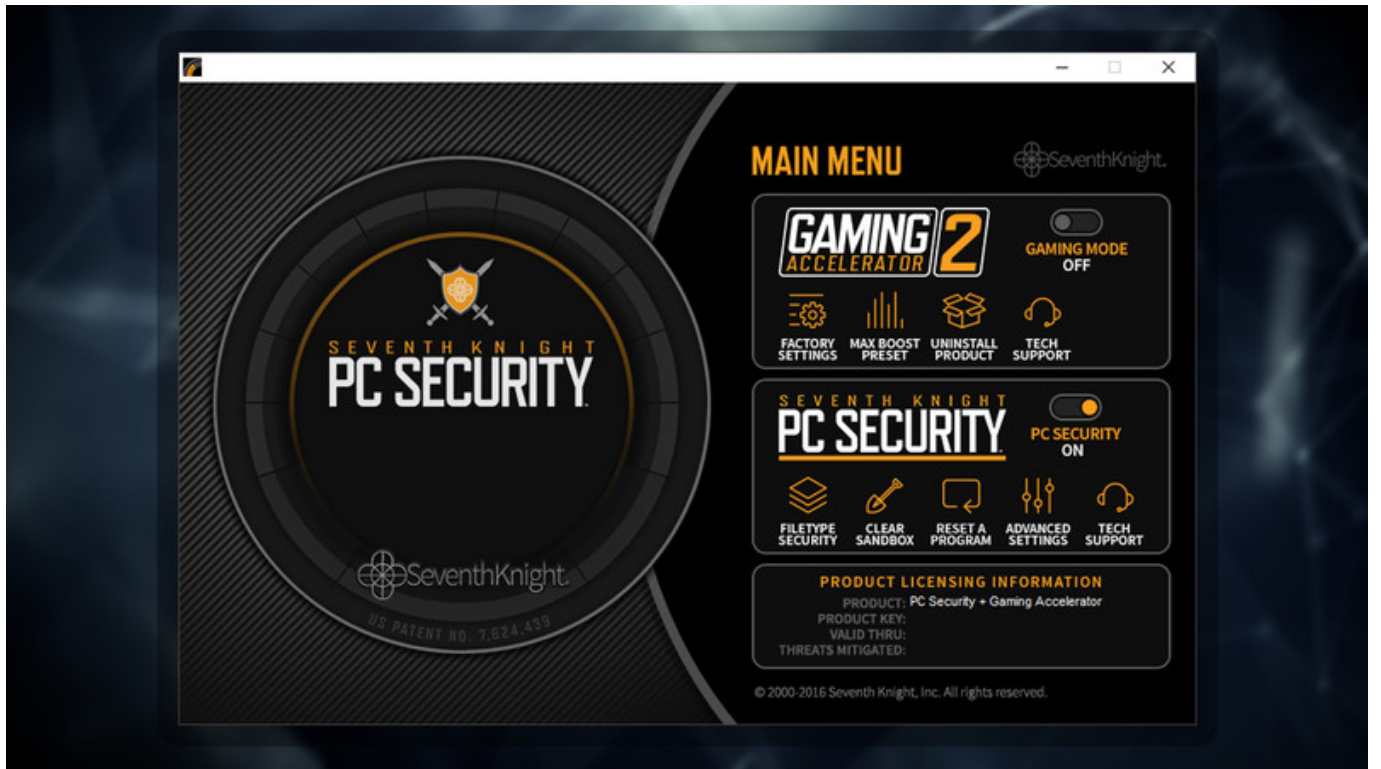 SEVENTH KNIGHT
PC SECURITY
SeventhKnight
US PATENT NO. 7,624,439
MAIN MENU
SeventhKnight
GAMING 2
ACCELERATOR
GAMING MODE
OFF
FACTORY
SETTINGS
MAX BOOST
PRESET
UNINSTALL
PRODUCT
TECH
SUPPORT
SEVENTH KNIGHT
PC SECURITY
PC SECURITY
ON
FILETYPE
SECURITY
CLEAR
SANDBOX
RESET A
PROGRAM
ADVANCED
SETTINGS
TECH
SUPPORT
PRODUCT LICENSING INFORMATION
PRODUCT: PC Security + Gaming Accelerator
PRODUCT KEY:
VALID THRU:
THREATS MITIGATED:
© 2000-2016 Seventh Knight, Inc. All rights reserved.